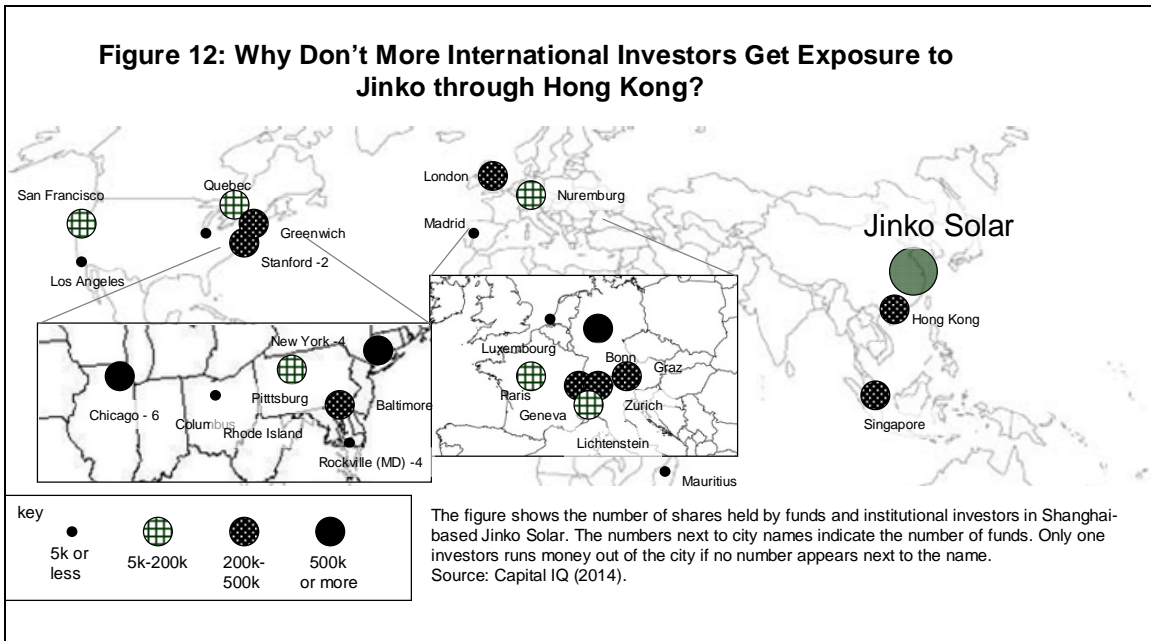 Figure 12: Why Don’t More International Investors Get Exposure to
Jinko through Hong Kong?
San Francisco
Quebec
Greenwich
Stanford -2
Los Angeles
London
Nuremburg
Madrid
Jinko Solar
Hong Kong
Singapore
New York -4
Pitttsburg
Baltimore
Chicago - 6
Columbus
Rhode Island
Rockville (MD) -4
Luxembourg
Bonn
Graz
Paris
Geneva
Zurich
Lichtenstein
Mauritius
key
5k or
less
5k-200k
200k-
500k
500k
or more
The figure shows the number of shares held by funds and institutional investors in Shanghai-
based Jinko Solar. The numbers next to city names indicate the number of funds. Only one
investors runs money out of the city if no number appears next to the name.
Source: Capital IQ (2014).